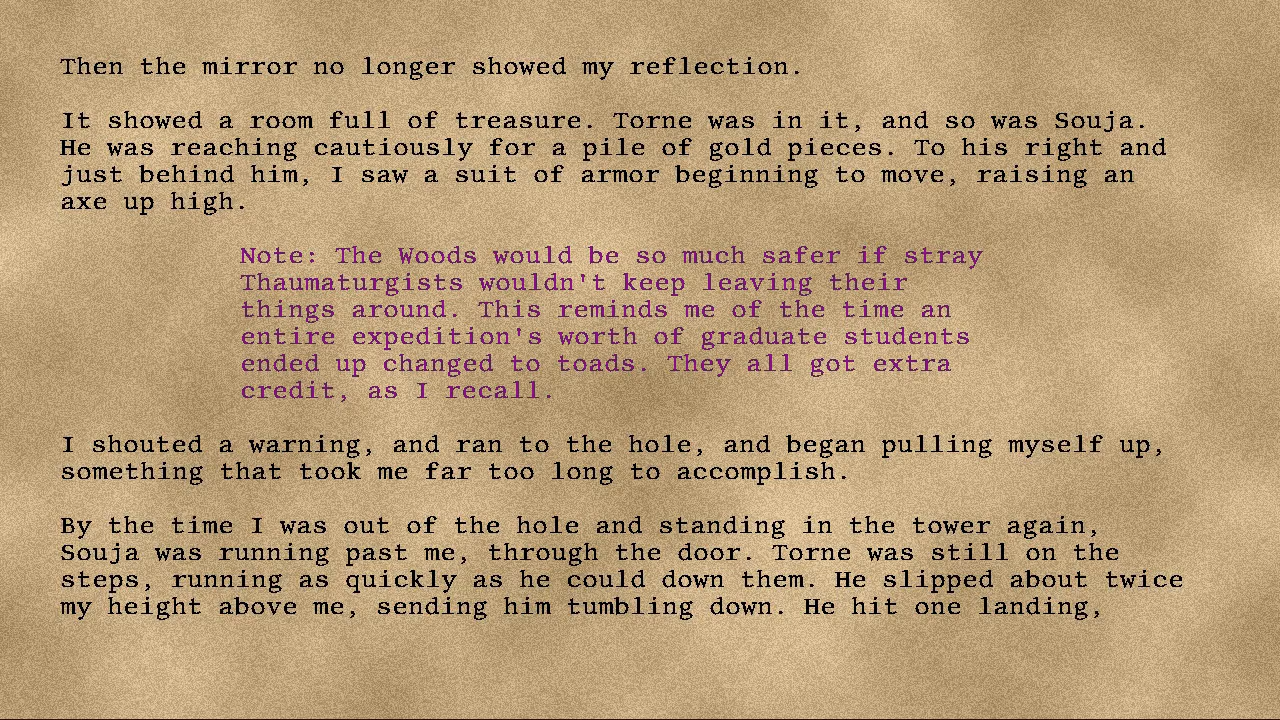 Then the mirror no longer showed my reflection.
It showed a room full of treasure. Torne was in it, and so was Souja.
He was reaching cautiously for a pile of gold pieces. To his right and
just behind him, I saw a suit of armor beginning to move, raising an
axe up high.
Note: The Woods would be so much safer if stray
Thaumaturgists wouldn't keep leaving their
things around. This reminds me of the time an
entire expedition's worth of graduate students
ended up changed to toads. They all got extra
credit, as I recall.
I shouted a warning, and ran to the hole, and began pulling myself up,
something that took me far too long to accomplish.
By the time I was out of the hole and standing in the tower again,
Souja was running past me, through the door. Torne was still on the
steps, running as quickly as he could down them. He slipped about twice
my height above me, sending him tumbling down. He hit one landing,